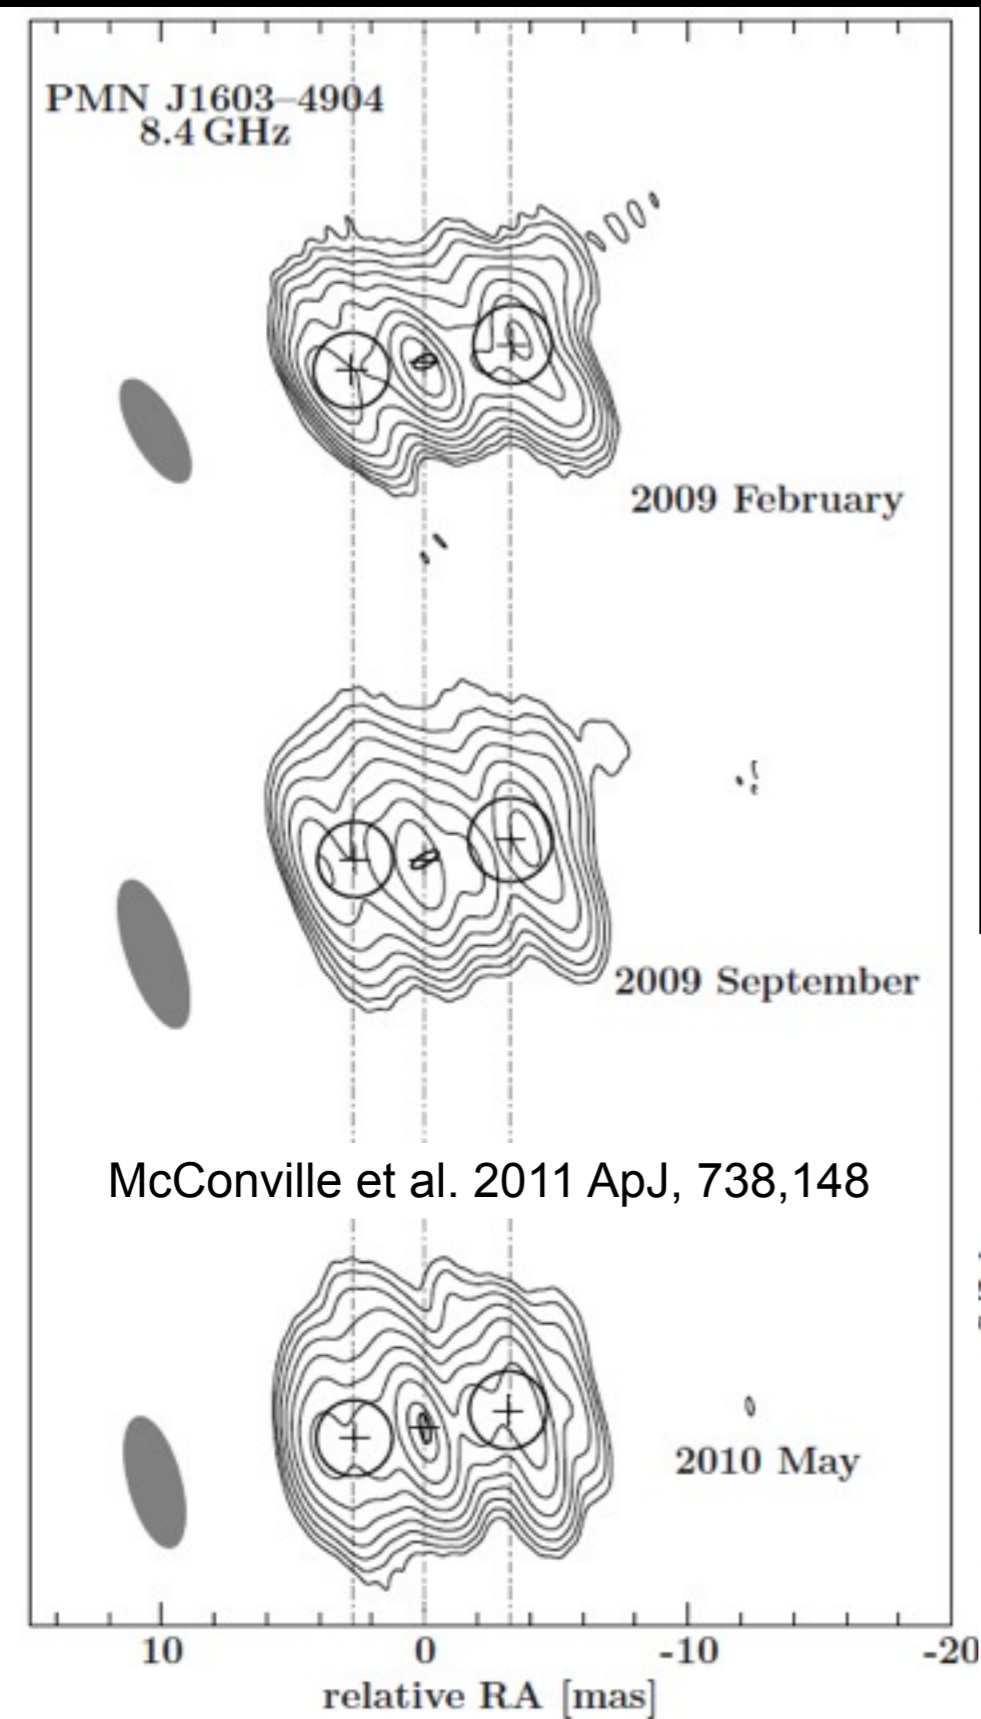 PMN J1603–4904
8.4 GHz
2009 February
2009 September
McConville et al. 2011 ApJ, 738,148
2010 May
10 0 -10 -20
relative RA [mas]